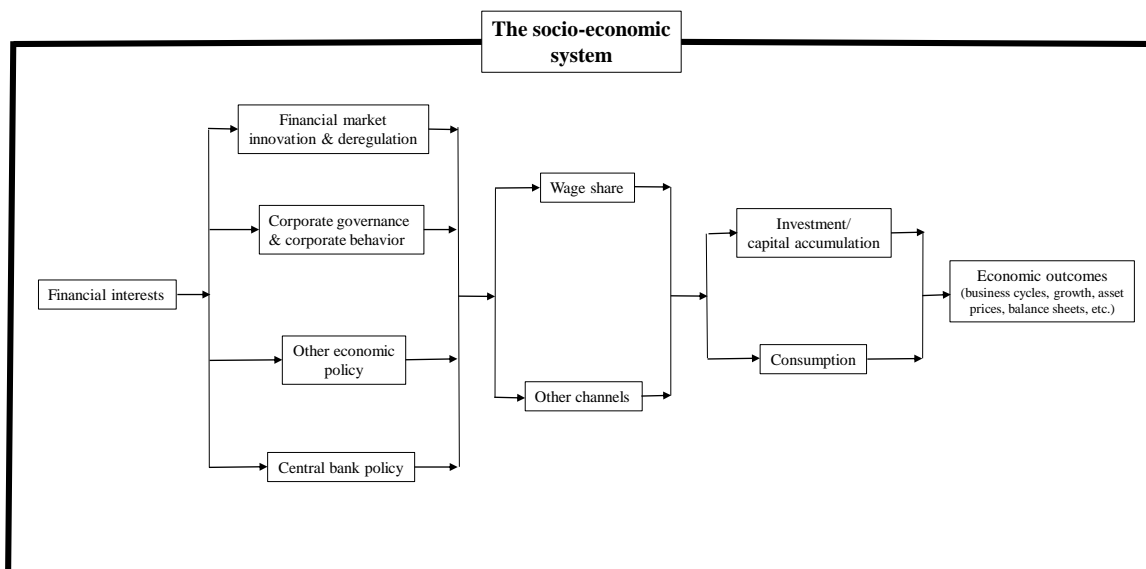 The socio-economic
system
Financial market
innovation & deregulation
Wage share
Corporate governance
& corporate behavior
Investment/
capital accumulation
Financial interests
Economic outcomes
(business cycles, growth, asset
prices, balance sheets, etc.)
Other economic
policy
Consumption
Other channels
Central bank policy